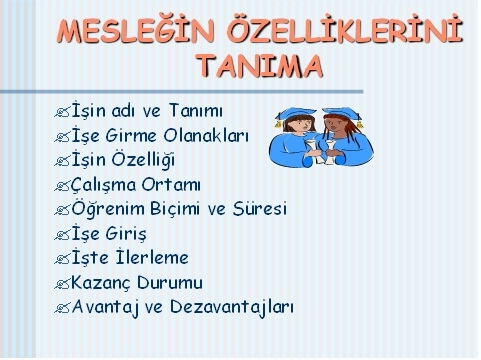 MESLEĞİN ÖZELLİKLERİNİ
TANIMA
İşin adı ve Tanımı
İşe Girme Olanakları
İşin Özelliği
Çalışma Ortamı
Öğrenim Biçimi ve Süresi
İşe Giriş
İşte İlerleme
Kazanç Durumu
Avantaj ve Dezavantajları